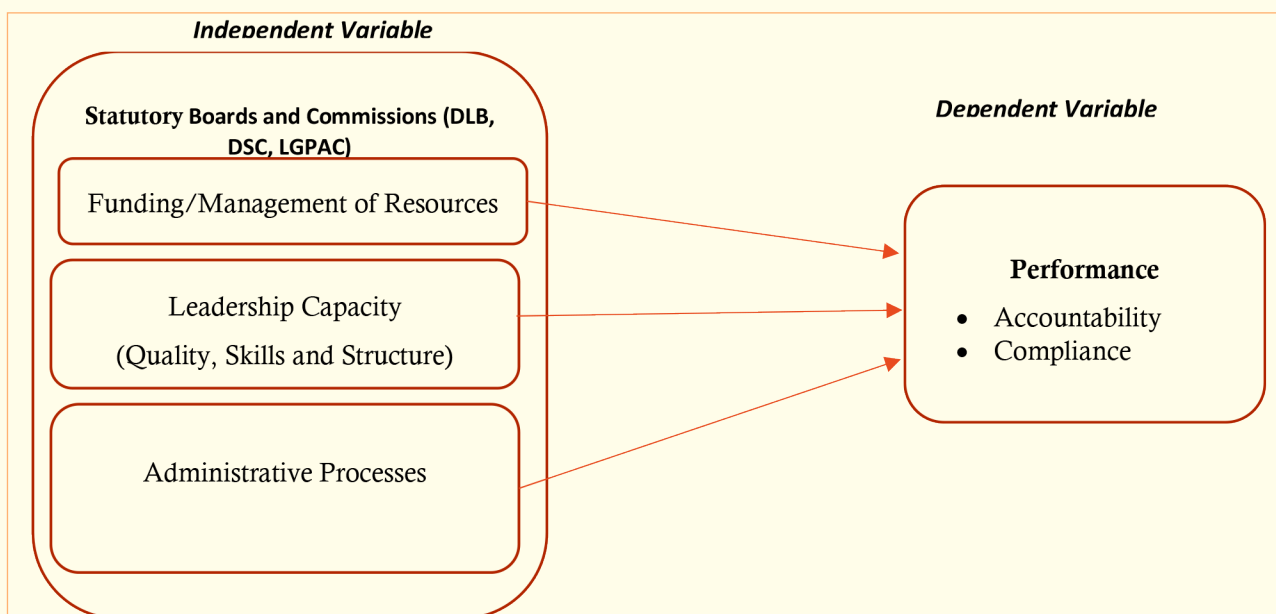 Independent Variable
Statutory Boards and Commissions (DLB,
DSC, LGPAC)
Funding/Management of Resources
Leadership Capacity
(Quality, Skills and Structure)
Administrative Processes
Dependent Variable
Performance
• Accountability
• Compliance